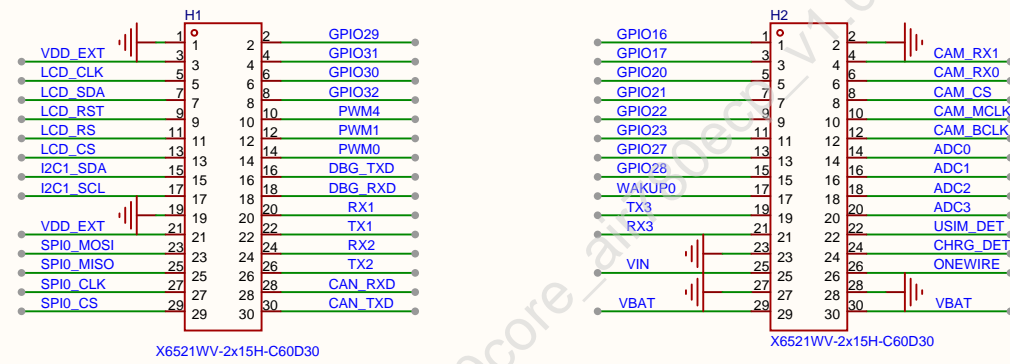 H1
1 1 2 2 GPIO29
VDD_EXT 3 3 4 4 GPIO31
LCD_CLK 5 5 6 6 GPIO30
LCD_SDA 7 7 8 8 GPIO32
LCD_RST 9 9 10 10 PWM4
LCD_RS 11 11 12 12 PWM1
LCD_CS 13 13 14 14 PWM0
I2C1_SDA 15 15 16 16 DBG_TXD
I2C1_SCL 17 17 18 18 DBG_RXD
19 19 20 20 RX1
VDD_EXT 21 21 22 22 TX1
SPI0_MOSI 23 23 24 24 RX2
SPI0_MISO 25 25 26 26 TX2
SPI0_CLK 27 27 28 28 CAN_RXD
SPI0_CS 29 29 30 30 CAN_TXD
X6521WV-2x15H-C60D30
H2
GPIO16 1 1 2 2
GPIO17 3 3 4 4 CAM_RX1
GPIO20 5 5 6 6 CAM_RX0
GPIO21 7 7 8 8 CAM_CS
GPIO22 9 9 10 10 CAM_MCLK
GPIO23 11 11 12 12 CAM_BCLK
GPIO27 13 13 14 14 ADC0
GPIO28 15 15 16 16 ADC1
WAKUP0 17 17 18 18 ADC2
TX3 19 19 20 20 ADC3
RX3 21 21 22 22 USIM_DET
23 23 24 24 CHRG_DET
VIN 25 25 26 26 ONEWIRE
27 27 28 28
VBAT 29 29 30 30 VBAT
X6521WV-2x15H-C60D30